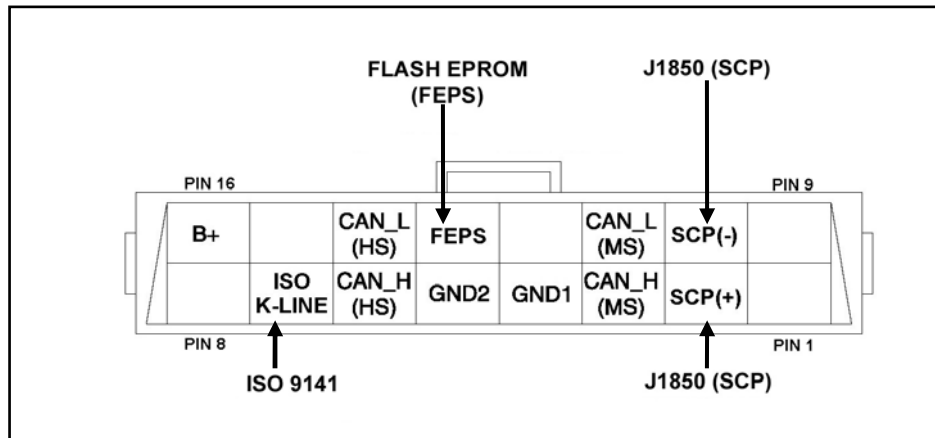 FLASH EPROM
(FEPS)
J1850 (SCP)
PIN 16
PIN 9
B+
CAN_L
(HS)
FEPS
CAN_L
(MS)
SCP(-)
ISO
K-LINE
CAN_H
(HS)
GND2
GND1
CAN_H
(MS)
SCP(+)
PIN 8
PIN 1
ISO 9141
J1850 (SCP)